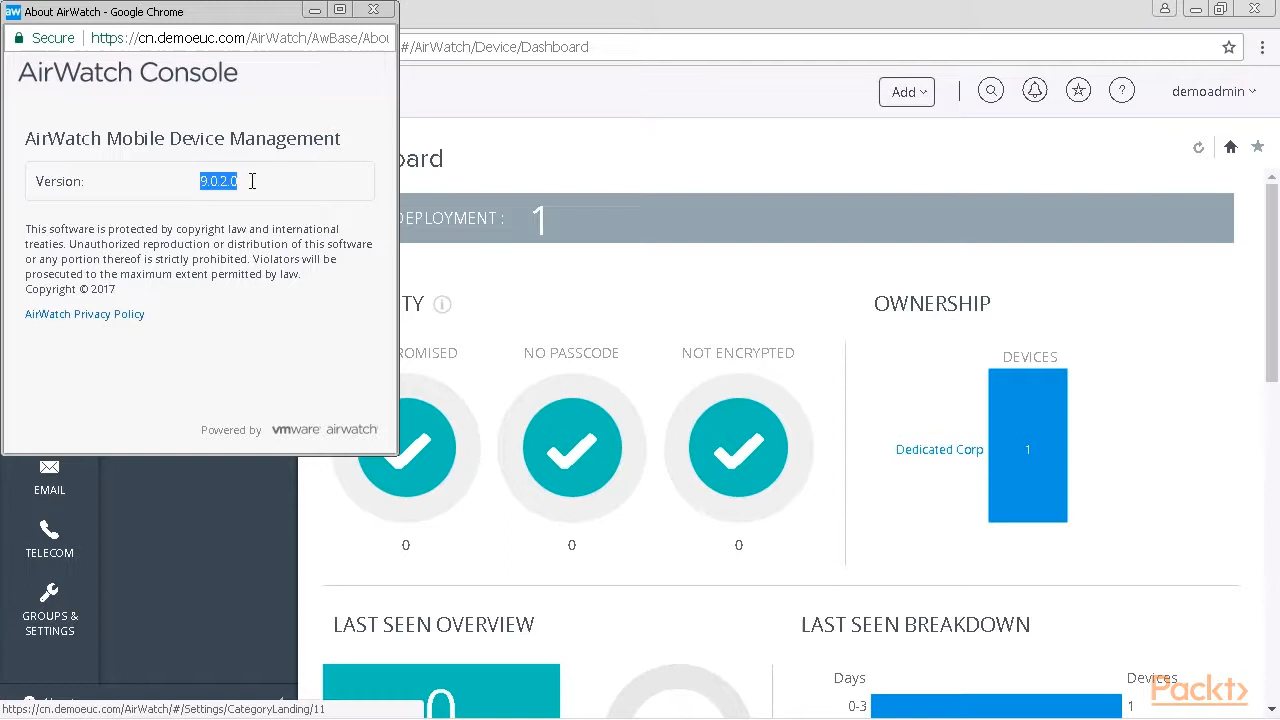 About AirWatch - Google Chrome
Secure | https://cn.demoeuc.com/AirWatch/AwBase/Abou
#/AirWatch/Device/Dashboard
AirWatch Console
Add
demoadmin
AirWatch Mobile Device Management
board
Version: 9.0.2.0
DEPLOYMENT : 1
This software is protected by copyright law and international
treaties. Unauthorized reproduction or distribution of this software
or any portion thereof is strictly prohibited. Violators will be
prosecuted to the maximum extent permitted by law.
Copyright © 2017
AirWatch Privacy Policy
Powered by vmware airwatch
TY
OWNERSHIP
ROMISED
NO PASSCODE
NOT ENCRYPTED
DEVICES
Dedicated Corp
1
0
0
0
EMAIL
TELECOM
GROUPS &
SETTINGS
LAST SEEN OVERVIEW
LAST SEEN BREAKDOWN
0
Days
Devices
0-3
1
https://cn.demoeuc.com/AirWatch/#/Settings/CategoryLanding/11
Packt>